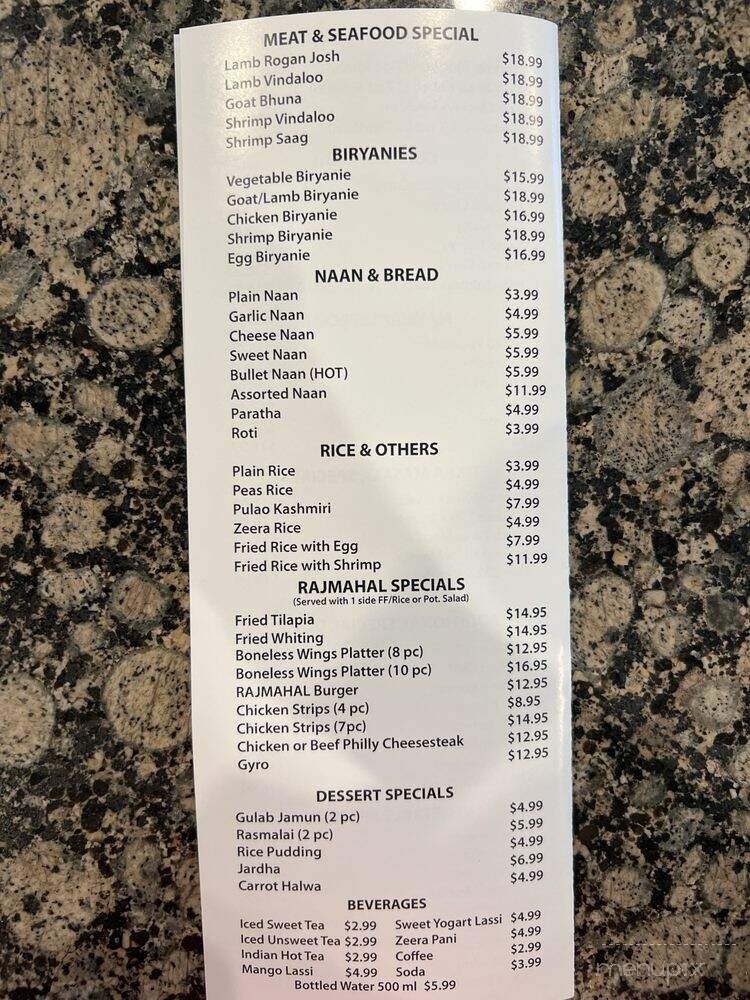 MEAT & SEAFOOD SPECIAL
Lamb Rogan Josh $18.99
Lamb Vindaloo $18.99
Goat Bhuna $18.99
Shrimp Vindaloo $18.99
Shrimp Saag $18.99
BIRYANIES
Vegetable Biryanie $15.99
Goat/Lamb Biryanie $18.99
Chicken Biryanie $16.99
Shrimp Biryanie $18.99
Egg Biryanie $16.99
NAAN & BREAD
Plain Naan $3.99
Garlic Naan $4.99
Cheese Naan $5.99
Sweet Naan $5.99
Bullet Naan (HOT) $5.99
Assorted Naan $11.99
Paratha $4.99
Roti $3.99
RICE & OTHERS
Plain Rice $3.99
Peas Rice $4.99
Pulao Kashmiri $7.99
Zeera Rice $4.99
Fried Rice with Egg $7.99
Fried Rice with Shrimp $11.99
RAJMAHAL SPECIALS
(Served with 1 side FF/Rice or Pot. Salad)
Fried Tilapia $14.95
Fried Whiting $14.95
Boneless Wings Platter (8 pc) $12.95
Boneless Wings Platter (10 pc) $16.95
RAJMAHAL Burger $12.95
Chicken Strips (4 pc) $8.95
Chicken Strips (7pc) $14.95
Chicken or Beef Philly Cheesesteak $12.95
Gyro $12.95
DESSERT SPECIALS
Gulab Jamun (2 pc) $4.99
Rasmalai (2 pc) $5.99
Rice Pudding $4.99
Jardha $6.99
Carrot Halwa $4.99
BEVERAGES
Iced Sweet Tea $2.99 Sweet Yogart Lassi $4.99
Iced Unsweet Tea $2.99 Zeera Pani $4.99
Indian Hot Tea $2.99 Coffee $2.99
Mango Lassi $4.99 Soda $3.99
Bottled Water 500 ml $5.99
menupix